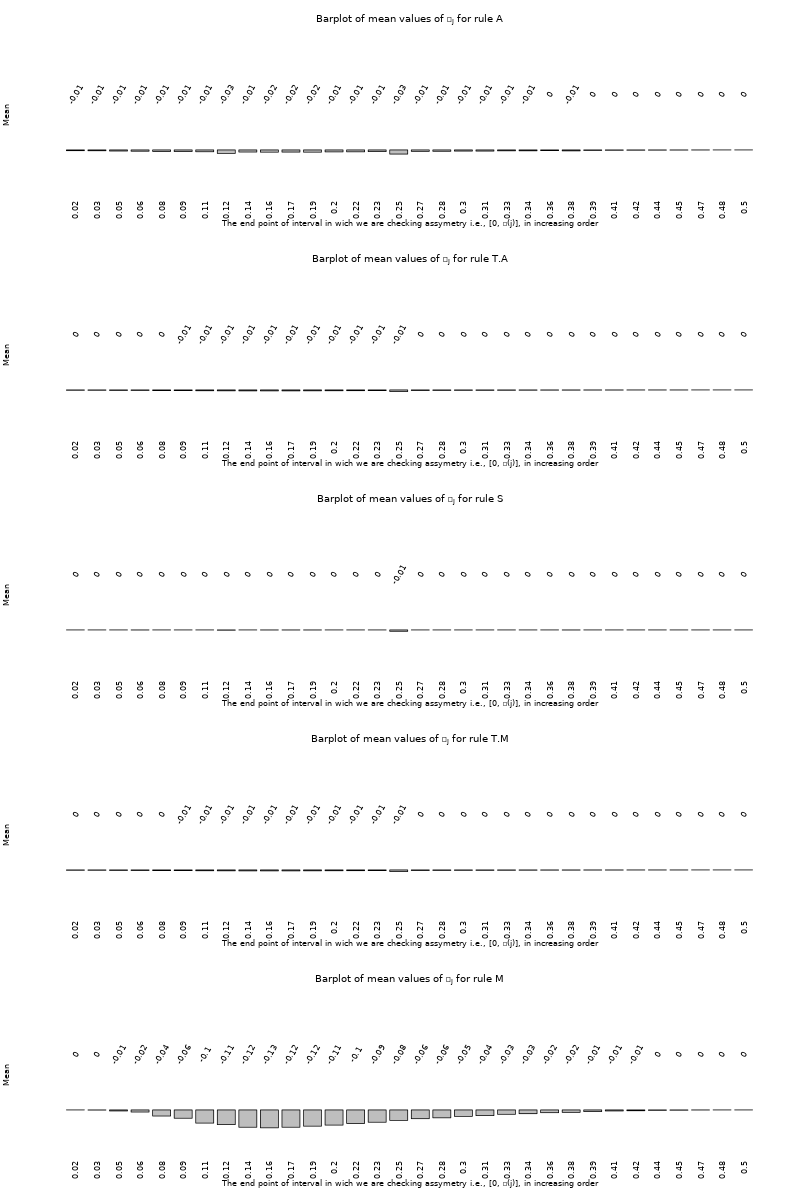 Barplot of mean values of □j for rule A
Mean
-0.01 -0.01 -0.01 -0.01 -0.01 -0.01 -0.01 -0.03 -0.01 -0.02 -0.02 -0.02 -0.01 -0.01 -0.01 -0.03 -0.01 -0.01 -0.01 -0.01 -0.01 -0.01 0 -0.01 0 0 0 0 0 0 0 0
0.02 0.03 0.05 0.06 0.08 0.09 0.11 0.12 0.14 0.16 0.17 0.19 0.2 0.22 0.23 0.25 0.27 0.28 0.3 0.31 0.33 0.34 0.36 0.38 0.39 0.41 0.42 0.44 0.45 0.47 0.48 0.5
The end point of interval in wich we are checking assymetry i.e., [0, □(j)], in increasing order
Barplot of mean values of □j for rule T.A
Mean
0 0 0 0 0 -0.01 -0.01 -0.01 -0.01 -0.01 -0.01 -0.01 -0.01 -0.01 -0.01 -0.01 0 0 0 0 0 0 0 0 0 0 0 0 0 0 0 0
0.02 0.03 0.05 0.06 0.08 0.09 0.11 0.12 0.14 0.16 0.17 0.19 0.2 0.22 0.23 0.25 0.27 0.28 0.3 0.31 0.33 0.34 0.36 0.38 0.39 0.41 0.42 0.44 0.45 0.47 0.48 0.5
The end point of interval in wich we are checking assymetry i.e., [0, □(j)], in increasing order
Barplot of mean values of □j for rule S
Mean
0 0 0 0 0 0 0 0 0 0 0 0 0 0 0 -0.01 0 0 0 0 0 0 0 0 0 0 0 0 0 0 0 0
0.02 0.03 0.05 0.06 0.08 0.09 0.11 0.12 0.14 0.16 0.17 0.19 0.2 0.22 0.23 0.25 0.27 0.28 0.3 0.31 0.33 0.34 0.36 0.38 0.39 0.41 0.42 0.44 0.45 0.47 0.48 0.5
The end point of interval in wich we are checking assymetry i.e., [0, □(j)], in increasing order
Barplot of mean values of □j for rule T.M
Mean
0 0 0 0 0 -0.01 -0.01 -0.01 -0.01 -0.01 -0.01 -0.01 -0.01 -0.01 -0.01 -0.01 0 0 0 0 0 0 0 0 0 0 0 0 0 0 0 0
0.02 0.03 0.05 0.06 0.08 0.09 0.11 0.12 0.14 0.16 0.17 0.19 0.2 0.22 0.23 0.25 0.27 0.28 0.3 0.31 0.33 0.34 0.36 0.38 0.39 0.41 0.42 0.44 0.45 0.47 0.48 0.5
The end point of interval in wich we are checking assymetry i.e., [0, □(j)], in increasing order
Barplot of mean values of □j for rule M
Mean
0 0 -0.01 -0.02 -0.04 -0.06 -0.1 -0.11 -0.12 -0.13 -0.12 -0.12 -0.11 -0.1 -0.09 -0.08 -0.06 -0.06 -0.05 -0.04 -0.03 -0.03 -0.02 -0.02 -0.01 -0.01 -0.01 0 0 0 0 0
0.02 0.03 0.05 0.06 0.08 0.09 0.11 0.12 0.14 0.16 0.17 0.19 0.2 0.22 0.23 0.25 0.27 0.28 0.3 0.31 0.33 0.34 0.36 0.38 0.39 0.41 0.42 0.44 0.45 0.47 0.48 0.5
The end point of interval in wich we are checking assymetry i.e., [0, □(j)], in increasing order